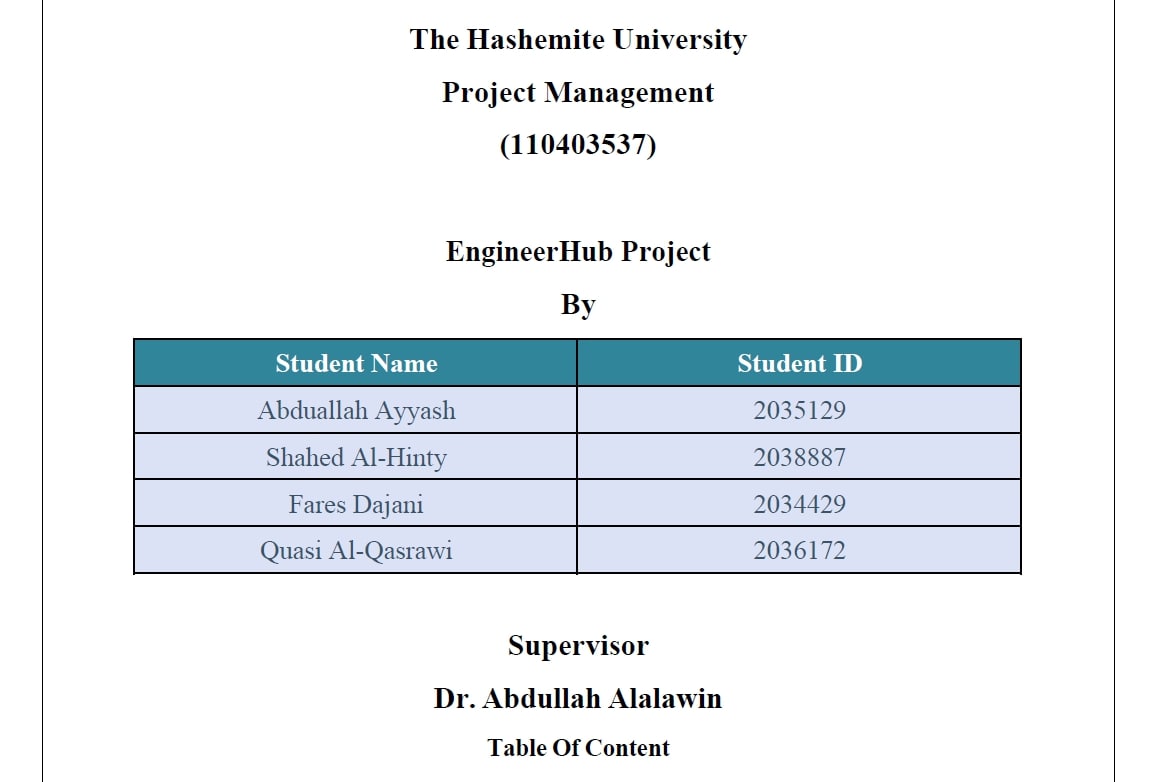 The Hashemite University
Project Management
(110403537)
EngineerHub Project
By
Student Name Student ID
Abduallah Ayyash 2035129
Shahed Al-Hinty 2038887
Fares Dajani 2034429
Quasi Al-Qasrawi 2036172
Supervisor
Dr. Abdullah Alalawin
Table Of Content